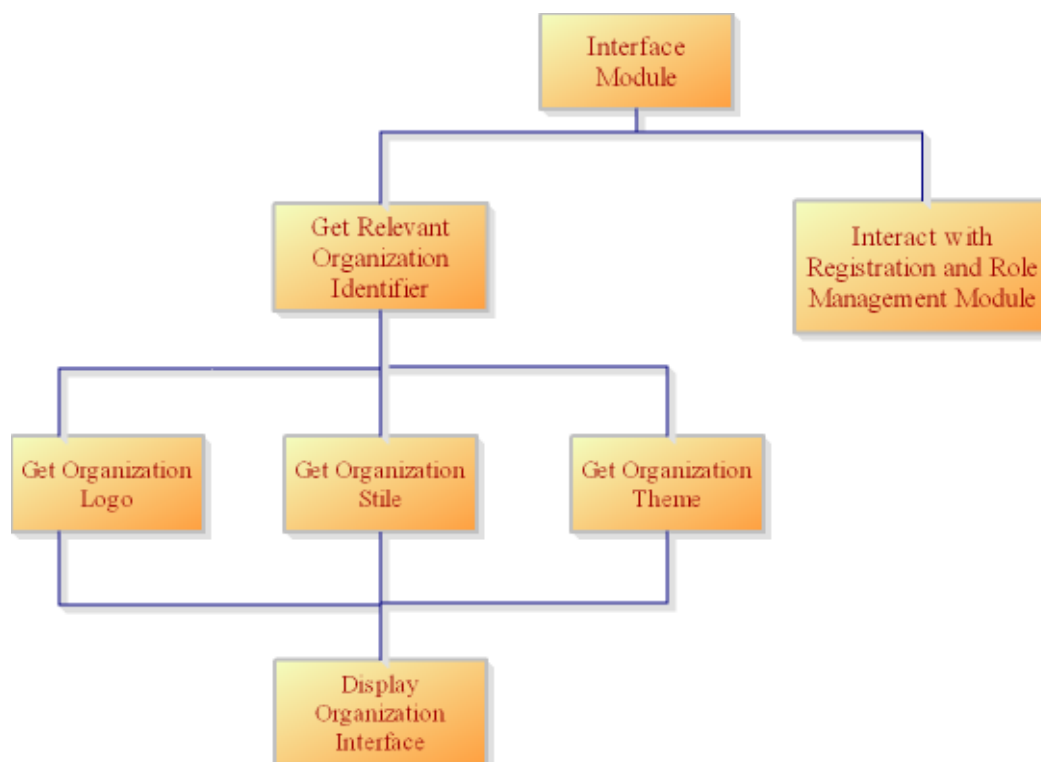 Interface
Module
Get Relevant
Organization
Identifier
Interact with
Registration and Role
Management Module
Get Organization
Logo
Get Organization
Stile
Get Organization
Theme
Display
Organization
Interface